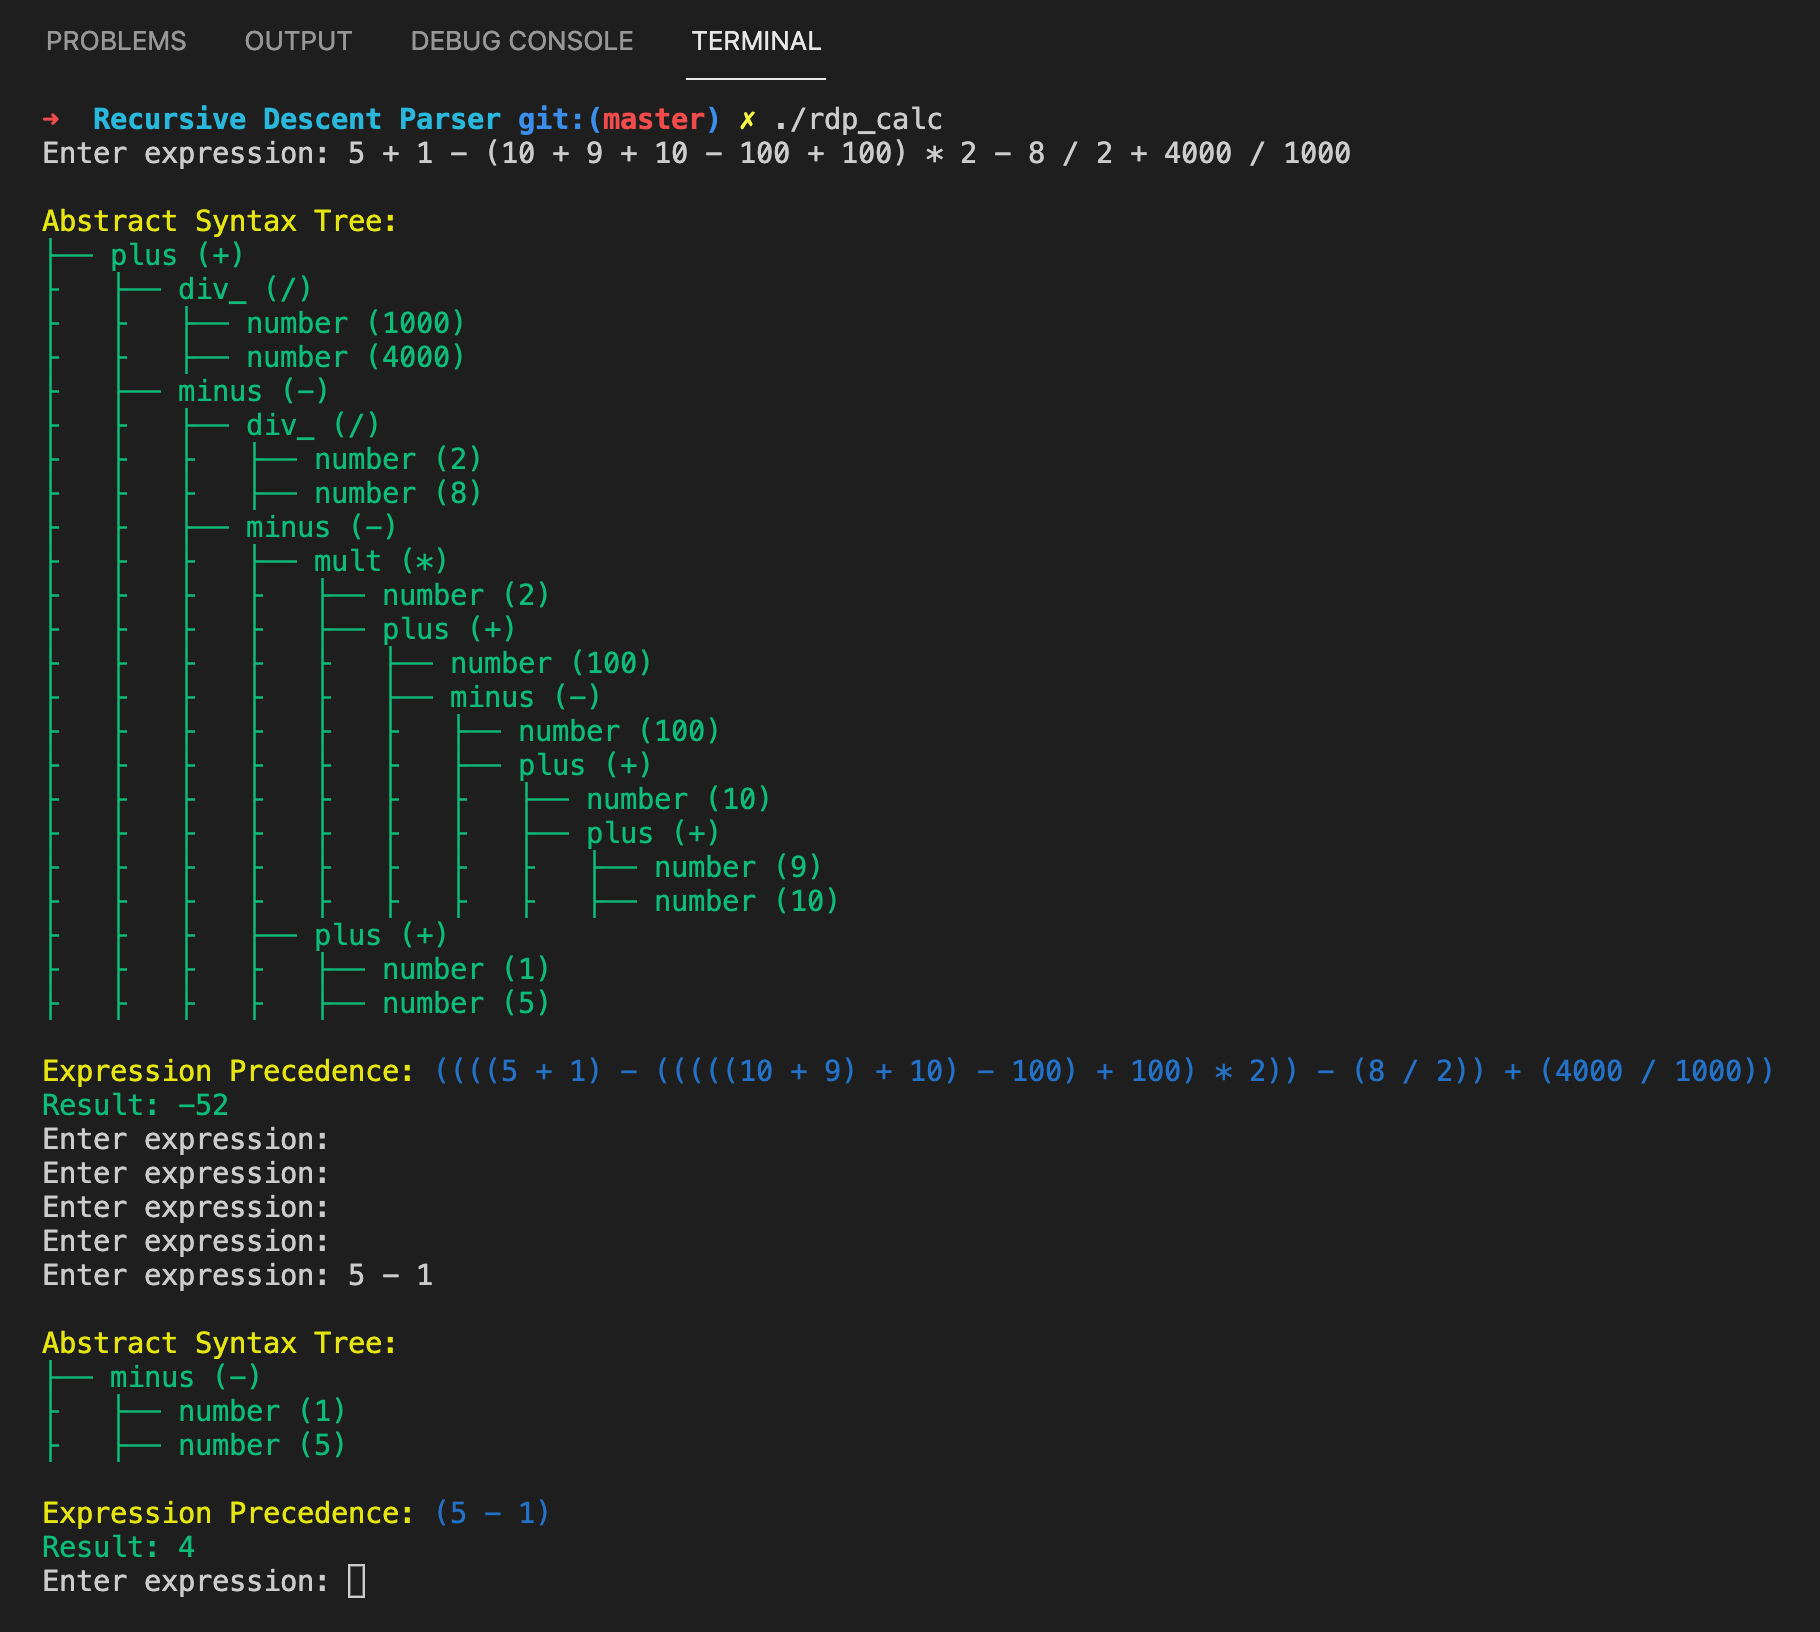 PROBLEMS OUTPUT DEBUG CONSOLE TERMINAL
➜  Recursive Descent Parser git:(master) ✗ ./rdp_calc
Enter expression: 5 + 1 - (10 + 9 + 10 - 100 + 100) * 2 - 8 / 2 + 4000 / 1000
Abstract Syntax Tree:
├── plus (+)
├   ├── div_ (/)
├   ├   ├── number (1000)
├   ├   ├── number (4000)
├   ├── minus (-)
├   ├   ├── div_ (/)
├   ├   ├   ├── number (2)
├   ├   ├   ├── number (8)
├   ├   ├── minus (-)
├   ├   ├   ├── mult (*)
├   ├   ├   ├   ├── number (2)
├   ├   ├   ├   ├── plus (+)
├   ├   ├   ├   ├   ├── number (100)
├   ├   ├   ├   ├   ├── minus (-)
├   ├   ├   ├   ├   ├   ├── number (100)
├   ├   ├   ├   ├   ├   ├── plus (+)
├   ├   ├   ├   ├   ├   ├   ├── number (10)
├   ├   ├   ├   ├   ├   ├   ├── plus (+)
├   ├   ├   ├   ├   ├   ├   ├   ├── number (9)
├   ├   ├   ├   ├   ├   ├   ├   ├── number (10)
├   ├   ├   ├── plus (+)
├   ├   ├   ├   ├── number (1)
├   ├   ├   ├   ├── number (5)
Expression Precedence: ((((5 + 1) - (((((10 + 9) + 10) - 100) + 100) * 2)) - (8 / 2)) + (4000 / 1000))
Result: -52
Enter expression:
Enter expression:
Enter expression:
Enter expression:
Enter expression: 5 - 1
Abstract Syntax Tree:
├── minus (-)
├   ├── number (1)
├   ├── number (5)
Expression Precedence: (5 - 1)
Result: 4
Enter expression: